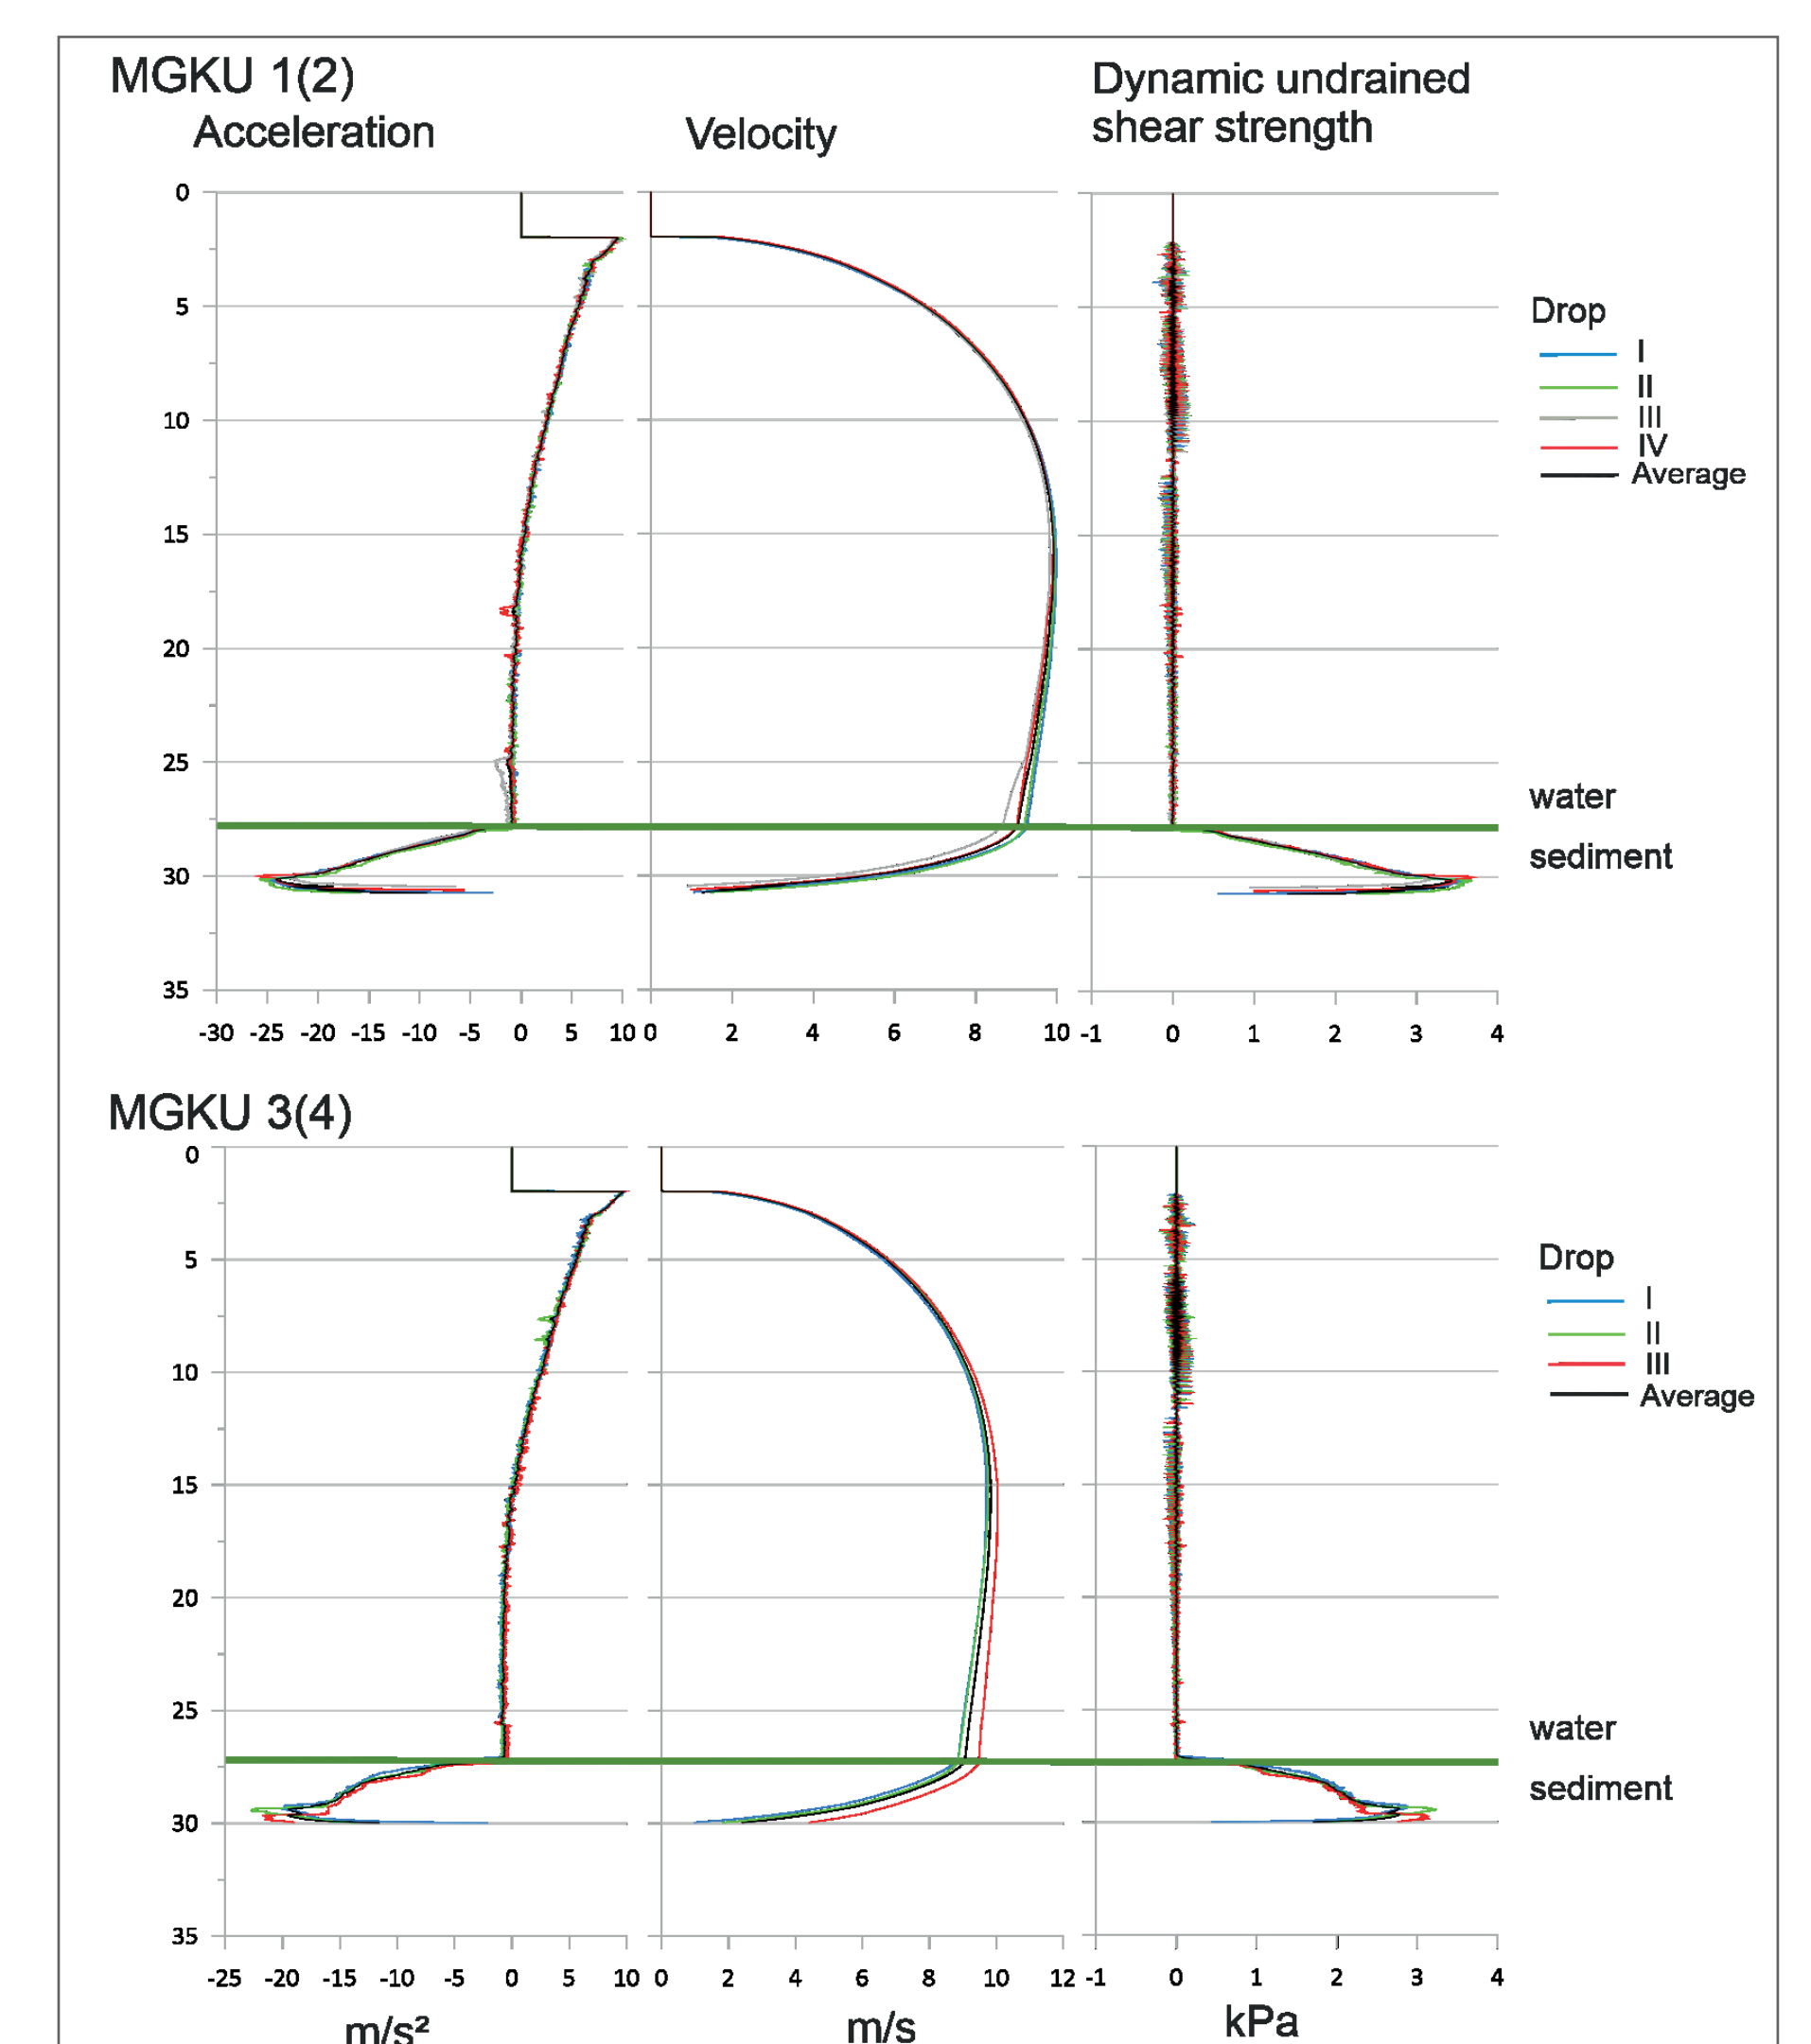 MGKU 1(2)
Acceleration
Velocity
Dynamic undrained
shear strength
0
5
10
15
20
25
30
35
-30 -25 -20 -15 -10 -5 0 5 10
0 2 4 6 8 10
-1 0 1 2 3 4
Drop
I
II
III
IV
Average
water
sediment
MGKU 3(4)
0
5
10
15
20
25
30
35
-25 -20 -15 -10 -5 0 5 10
0 2 4 6 8 10 12
-1 0 1 2 3 4
Drop
I
II
III
Average
water
sediment
m/s²
m/s
kPa